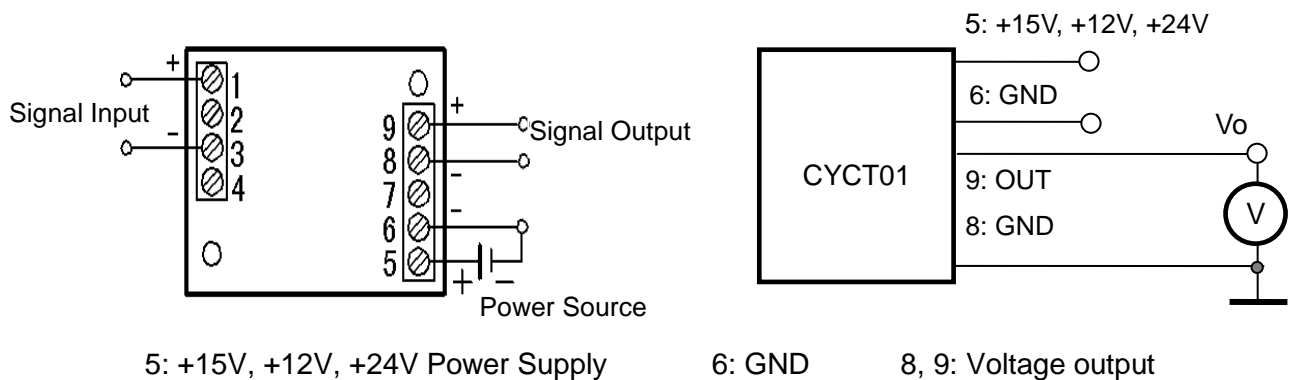 +
1
Signal Input
2
-
3
4
+
9
Signal Output
8
-
7
-
6
5
+ -
Power Source
5: +15V, +12V, +24V
6: GND
Vo
CYCT01
9: OUT
V
8: GND
5: +15V, +12V, +24V Power Supply 6: GND 8, 9: Voltage output